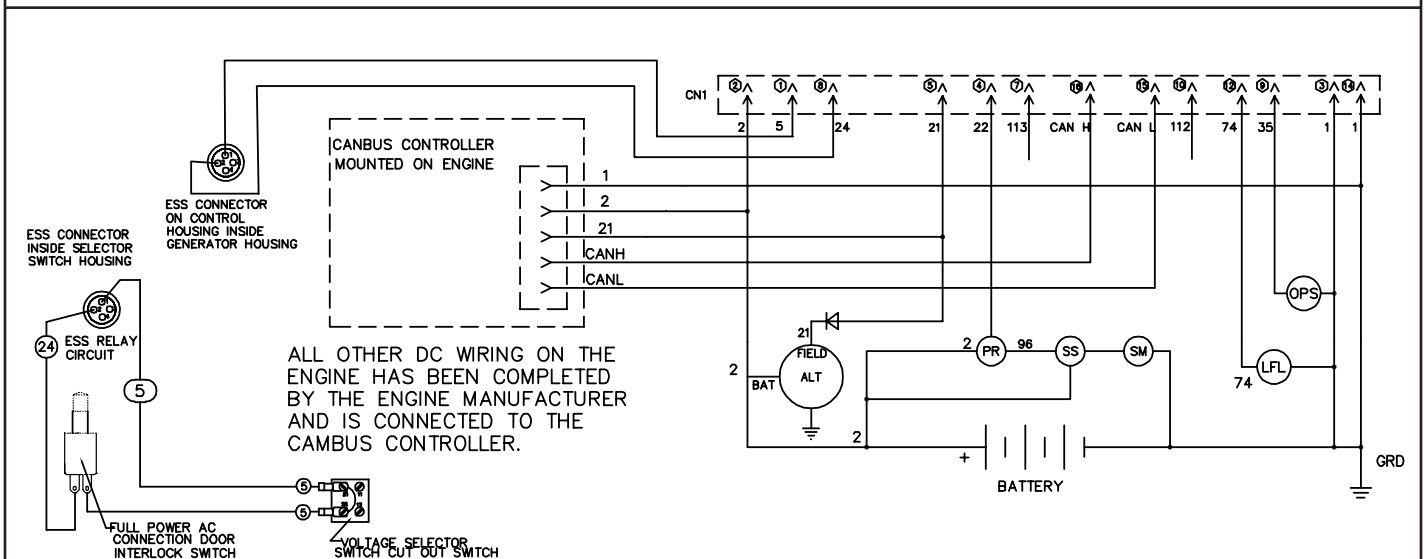 CN1
2 1 8 5 4 7 16 15 10 12 9 3 14
2 5 24 21 22 113 CAN H CAN L 112 74 35 1 1
CANBUS CONTROLLER
MOUNTED ON ENGINE
1
2
21
CANH
CANL
ESS CONNECTOR
ON CONTROL
HOUSING INSIDE
GENERATOR HOUSING
ESS CONNECTOR
INSIDE SELECTOR
SWITCH HOUSING
24
ESS RELAY
CIRCUIT
5
ALL OTHER DC WIRING ON THE
ENGINE HAS BEEN COMPLETED
BY THE ENGINE MANUFACTURER
AND IS CONNECTED TO THE
CAMBUS CONTROLLER.
21
FIELD
ALT
2
BAT
2
PR
96
SS
SM
OPS
LFL
74
2
+
BATTERY
GRD
5
5
FULL POWER AC
CONNECTION DOOR
INTERLOCK SWITCH
VOLTAGE SELECTOR
SWITCH CUT OUT SWITCH